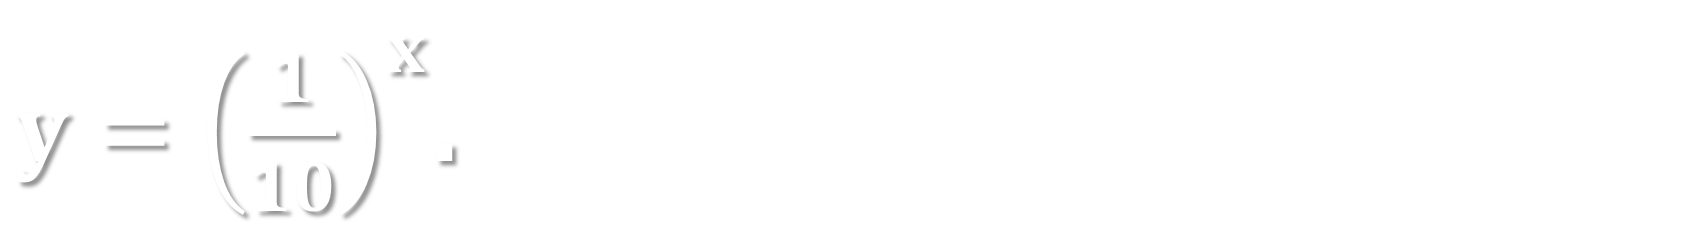 y = (1/10)^x.